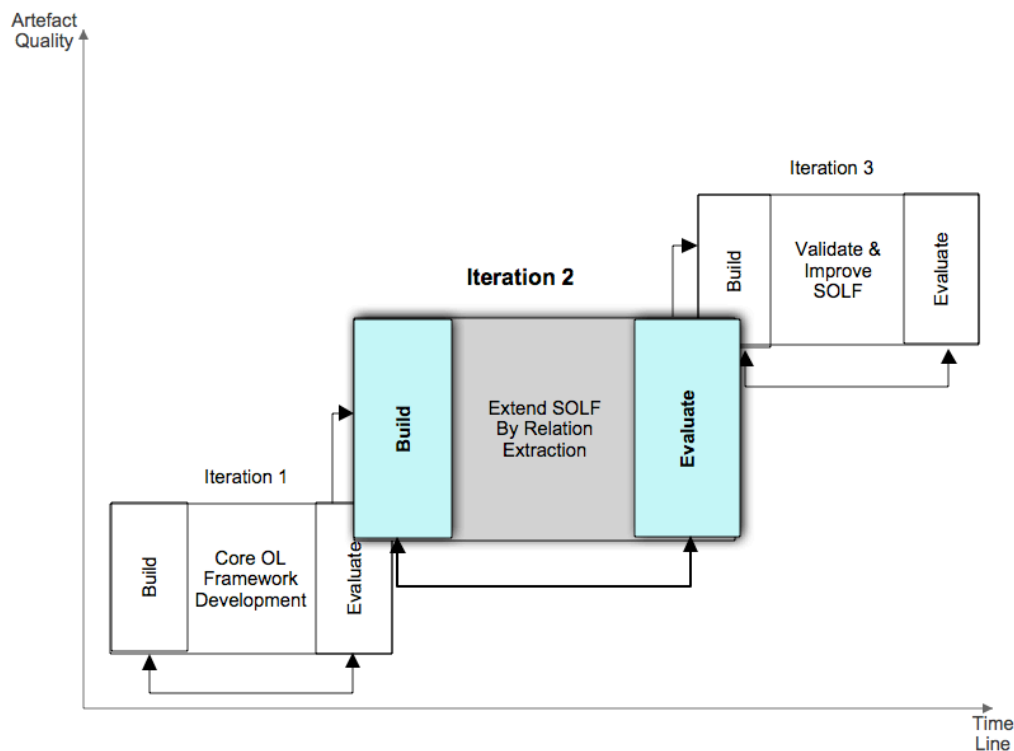 Artefact
Quality
Iteration 3
Build
Validate &
Improve
SOLF
Evaluate
Iteration 2
Build
Extend SOLF
By Relation
Extraction
Evaluate
Iteration 1
Build
Core OL
Framework
Development
Evaluate
Time
Line